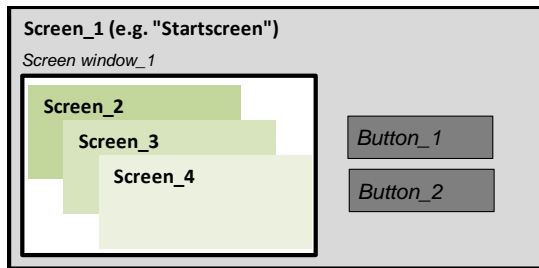 Screen_1 (e.g. "Startscreen")
Screen window_1
Screen_2
Screen_3
Screen_4
Button_1
Button_2